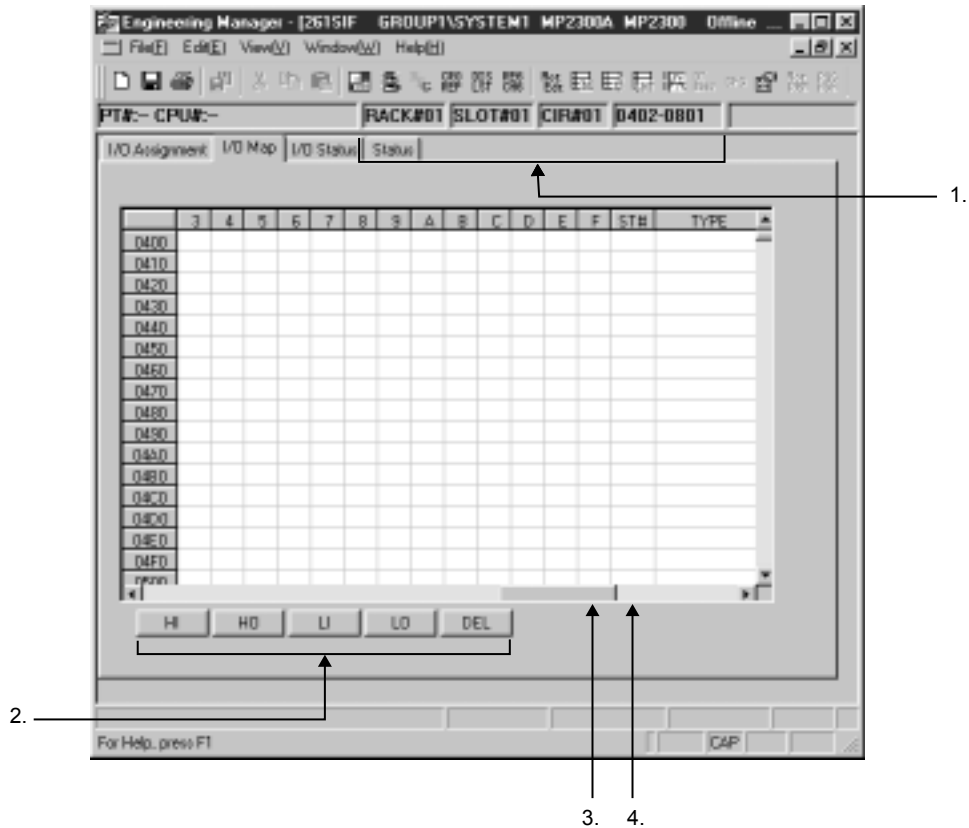 Engineering Manager - [261SIF GROUP1\SYSTEM1 MP2300A MP2300 Offline
File(F) Edit(E) View(V) Window(W) Help(H)
PT#:- CPU#:- RACK#01 SLOT#01 CIR#01 0402-0801
I/O Assignment I/O Map I/O Status Status
1.
3 4 5 6 7 8 9 A B C D E F ST# TYPE
0400
0410
0420
0430
0440
0450
0460
0470
0480
0490
04A0
04B0
04C0
04D0
04E0
04F0
0500
HI HO LI LO DEL
2.
For Help, press F1 CAP
3. 4.